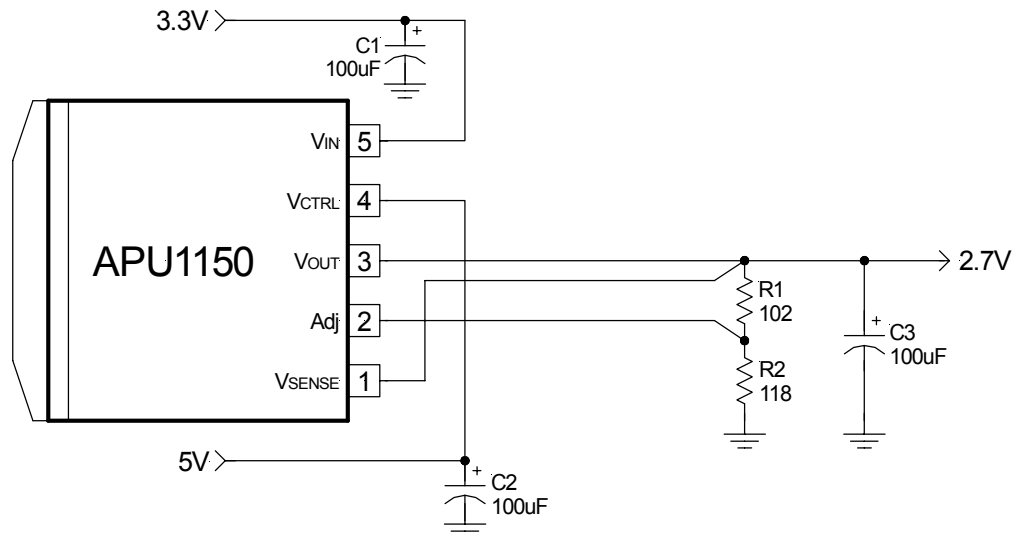 3.3V
C1
100uF
+
VIN 5
VCTRL 4
APU1150
VOUT 3
2.7V
R1
102
Adj 2
+
C3
100uF
R2
118
VSENSE 1
5V
+
C2
100uF